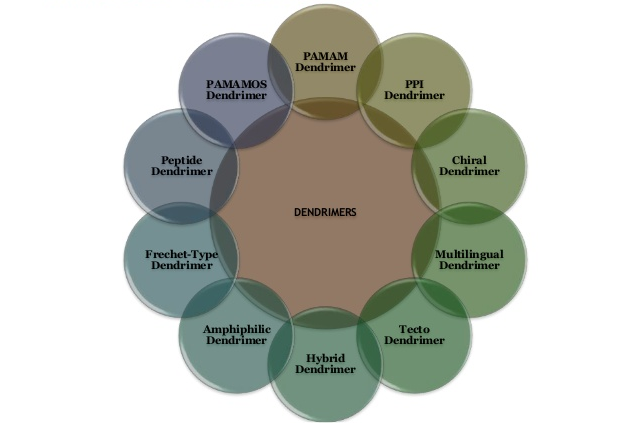 PAMAM
Dendrimer
PPI
Dendrimer
Chiral
Dendrimer
Multilingual
Dendrimer
Tecto
Dendrimer
Hybrid
Dendrimer
Amphiphilic
Dendrimer
Frechet-Type
Dendrimer
Peptide
Dendrimer
PAMAMOS
Dendrimer
DENDRIMERS